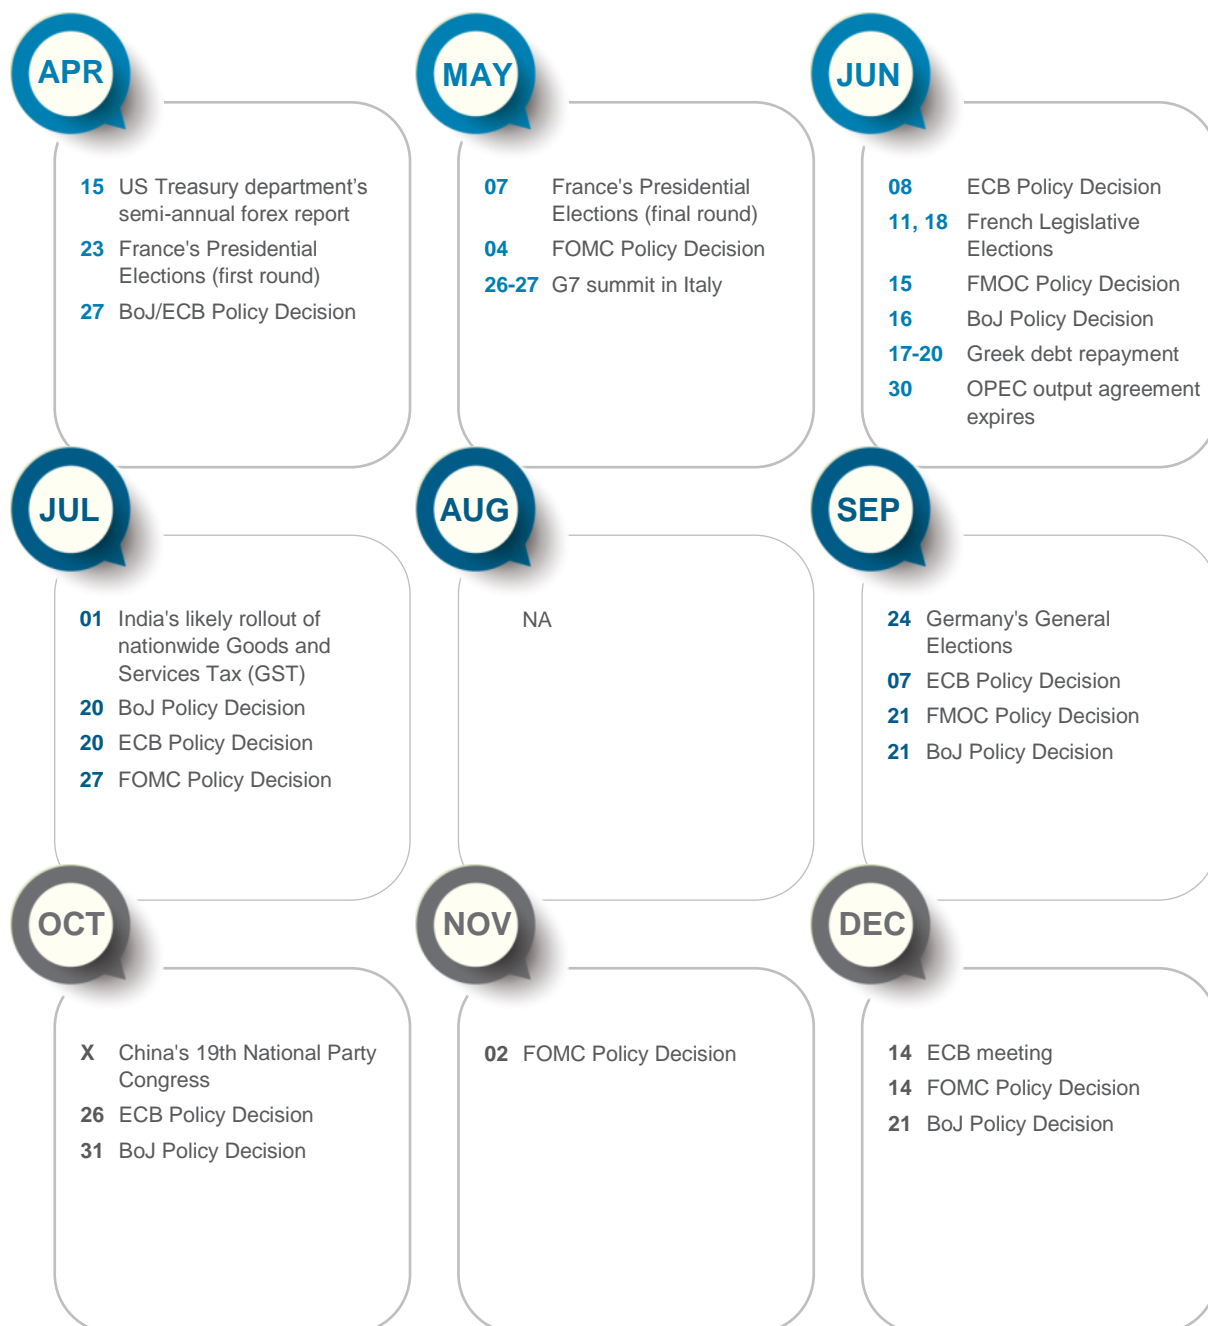 APR
15 US Treasury department’s
semi-annual forex report
23 France's Presidential
Elections (first round)
27 BoJ/ECB Policy Decision
MAY
07 France's Presidential
Elections (final round)
04 FOMC Policy Decision
26-27 G7 summit in Italy
JUN
08 ECB Policy Decision
11, 18 French Legislative
Elections
15 FMOC Policy Decision
16 BoJ Policy Decision
17-20 Greek debt repayment
30 OPEC output agreement
expires
JUL
01 India's likely rollout of
nationwide Goods and
Services Tax (GST)
20 BoJ Policy Decision
20 ECB Policy Decision
27 FOMC Policy Decision
AUG
NA
SEP
24 Germany's General
Elections
07 ECB Policy Decision
21 FMOC Policy Decision
21 BoJ Policy Decision
OCT
X China's 19th National Party
Congress
26 ECB Policy Decision
31 BoJ Policy Decision
NOV
02 FOMC Policy Decision
DEC
14 ECB meeting
14 FOMC Policy Decision
21 BoJ Policy Decision